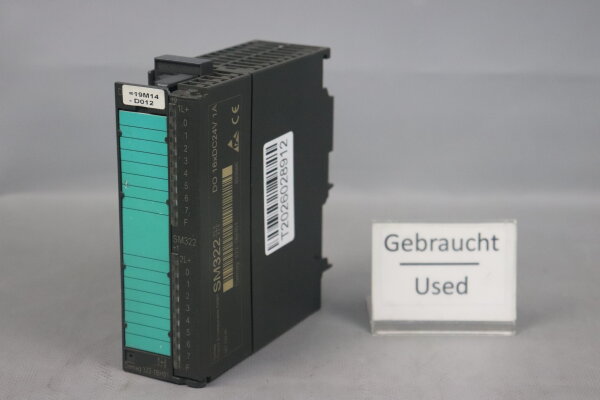 =19M14
- D012
1L+
0
1
2
3
4
5
6
7
F
SM322
2L+
0
1
2
3
4
5
6
7
F
SM322
DO 16xDC24V 1A
CE
T2026028912
Gebraucht
Used